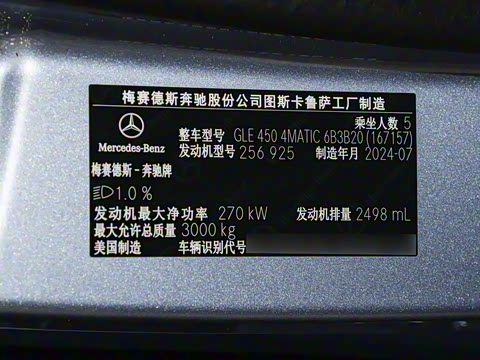 梅赛德斯奔驰股份公司图斯卡鲁萨工厂制造
乘坐人数 5
整车型号 GLE 450 4MATIC 6B3B20 (167157)
Mercedes-Benz 发动机型号 256 925 制造年月 2024-07
梅赛德斯 - 奔驰牌
1.0 %
发动机最大净功率 270 kW 发动机排量 2498 mL
最大允许总质量 3000 kg
美国制造 车辆识别代号